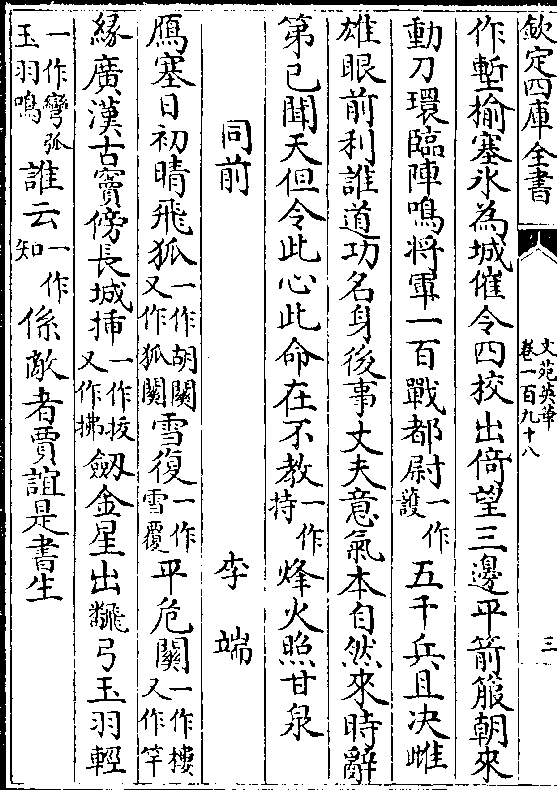 欽定四庫全書
文苑英華
卷一百九十八
三
作塹揄塞氷為城催令四校出倚望三邊平箭服朝來
動刀環臨陣鳴将軍一百戰都尉一作護五千兵且决雌
雄眼前利誰道功名身後事丈夫意氣本自然來時辭
第已聞天但令此心此命在不教一作持烽火照甘泉
同前 李端
鴈塞日初晴飛狐一作胡關又作狐關雪復一作雪覆平危關一作樓又作竿
緣廣漢古竇傍長城揷一作拔又作拂劒金星出飜弓玉羽輕
一作彎弧玉羽鳴誰云一作知係敵者賈誼是書生